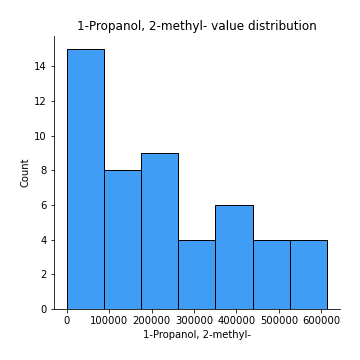 1-Propanol, 2-methyl- value distribution
14
12
10
8
6
4
2
0
Count
0 100000 200000 300000 400000 500000 600000
1-Propanol, 2-methyl-